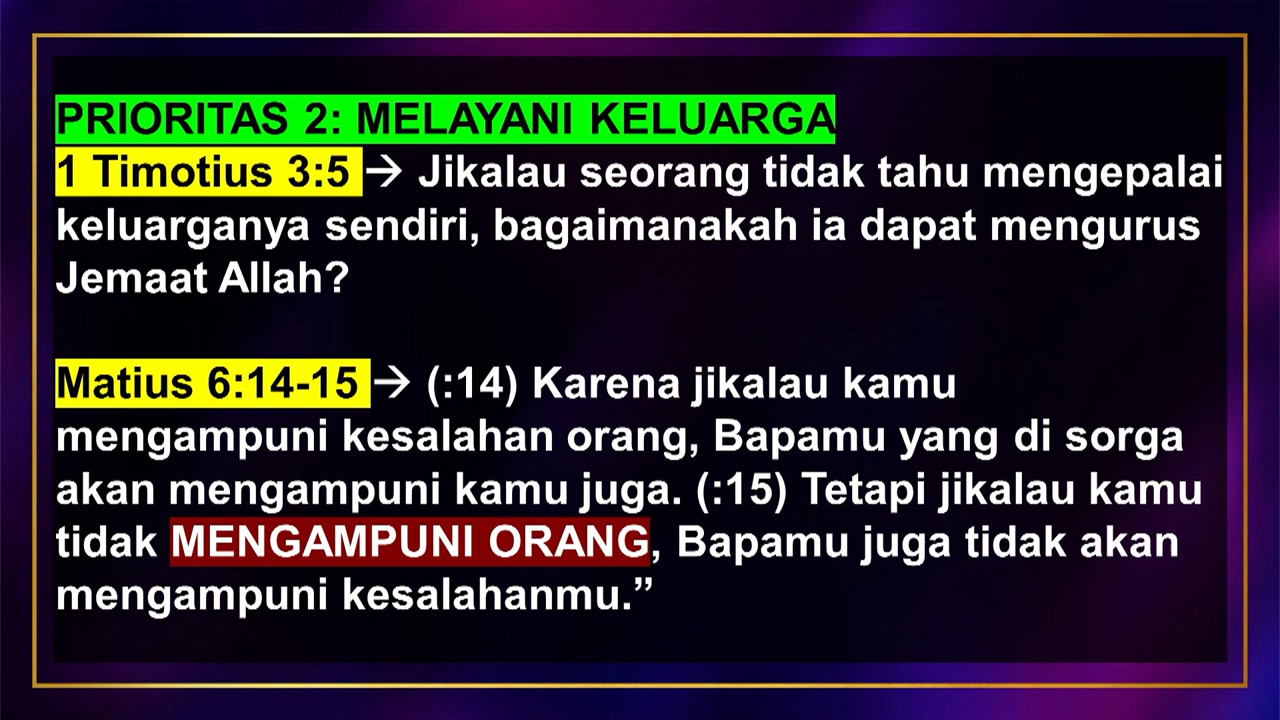 PRIORITAS 2: MELAYANI KELUARGA
1 Timotius 3:5 → Jikalau seorang tidak tahu mengepalai
keluarganya sendiri, bagaimanakah ia dapat mengurus
Jemaat Allah?
Matius 6:14-15 → (:14) Karena jikalau kamu
mengampuni kesalahan orang, Bapamu yang di sorga
akan mengampuni kamu juga. (:15) Tetapi jikalau kamu
tidak MENGAMPUNI ORANG, Bapamu juga tidak akan
mengampuni kesalahanmu.”